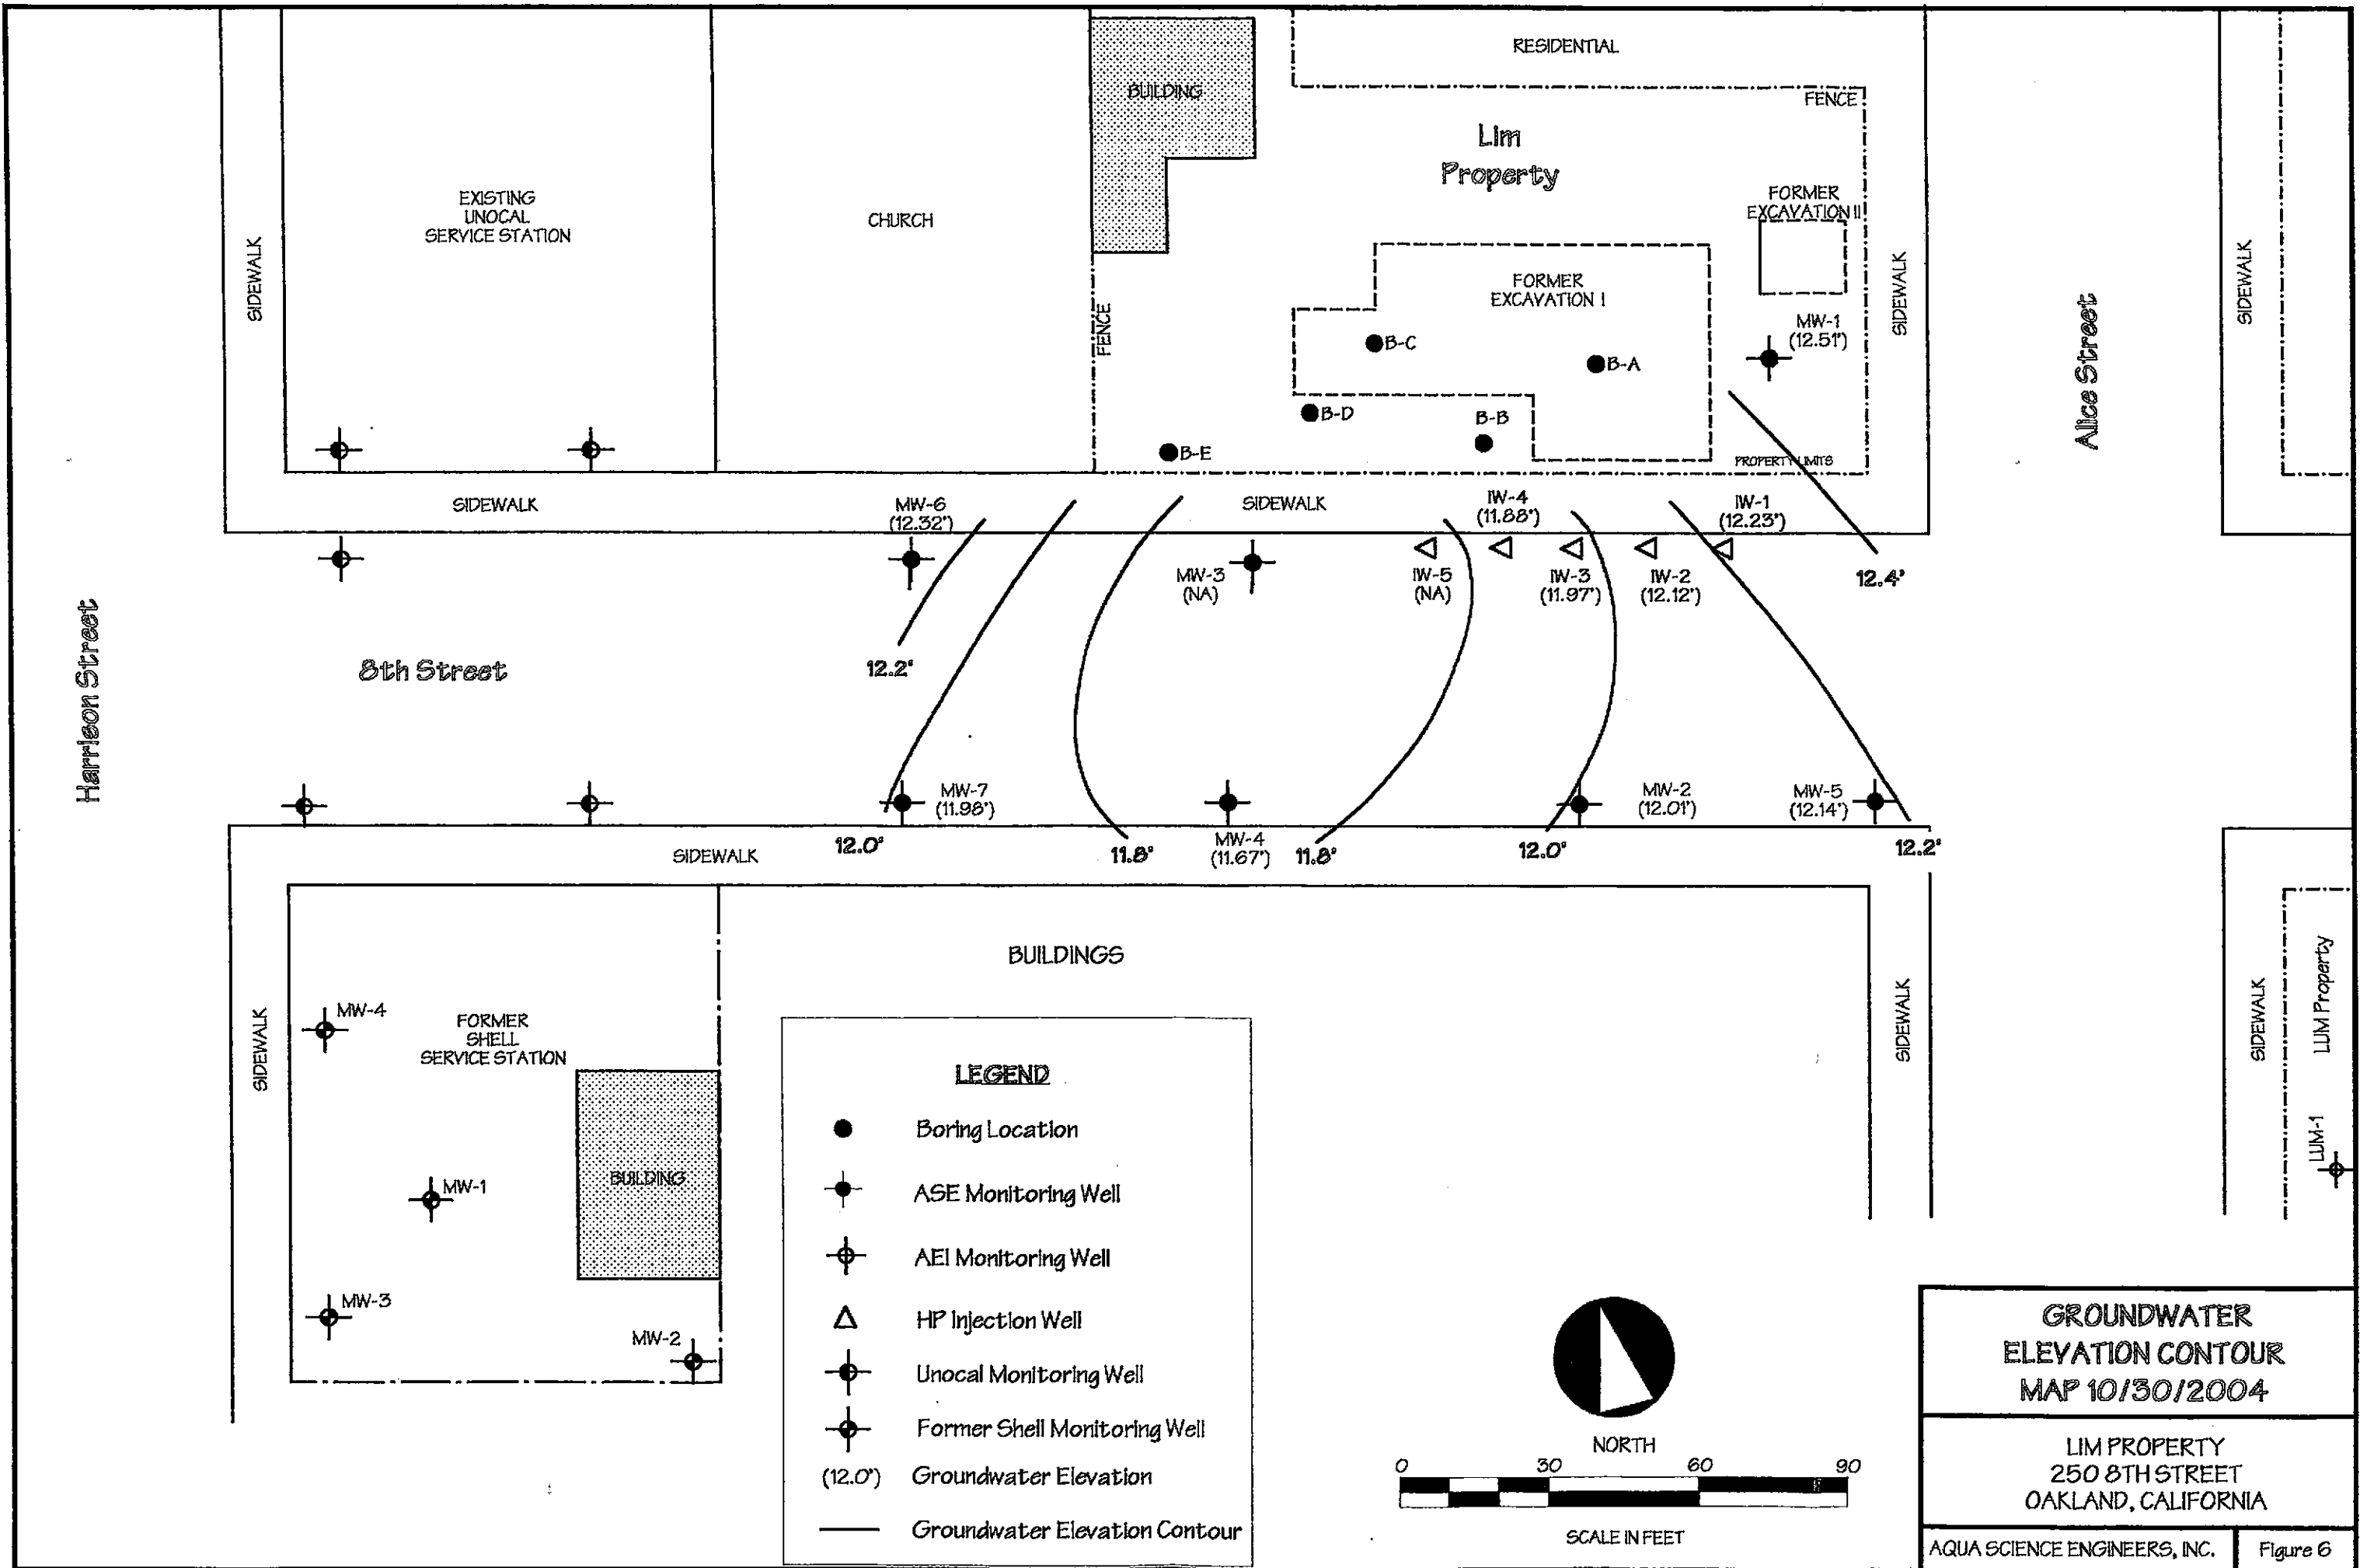 RESIDENTIAL
BUILDING
FENCE
Lim
Property
EXISTING
UNOCAL
SERVICE STATION
CHURCH
FORMER
EXCAVATION II
SIDEWALK
SIDEWALK
SIDEWALK
FORMER
EXCAVATION I
FENCE
MW-1
(12.51')
Alice Street
B-C
B-A
B-D
B-B
B-E
PROPERTY LIMITS
SIDEWALK
MW-6
(12.32')
SIDEWALK
IW-4
(11.88')
IW-1
(12.23')
MW-3
(NA)
IW-5
(NA)
IW-3
(11.97')
IW-2
(12.12')
12.4'
Harrison Street
8th Street
12.2'
MW-7
(11.98')
MW-2
(12.01')
MW-5
(12.14')
SIDEWALK
12.0'
11.8'
MW-4
(11.67')
11.8'
12.0'
12.2'
BUILDINGS
SIDEWALK
MW-4
FORMER
SHELL
SERVICE STATION
BUILDING
MW-1
MW-3
MW-2
SIDEWALK
SIDEWALK
LUM Property
LUM-1
LEGEND
Boring Location
ASE Monitoring Well
AEI Monitoring Well
HP Injection Well
Unocal Monitoring Well
Former Shell Monitoring Well
(12.0') Groundwater Elevation
Groundwater Elevation Contour
NORTH
0 30 60 90
SCALE IN FEET
GROUNDWATER
ELEVATION CONTOUR
MAP 10/30/2004
LIM PROPERTY
250 8TH STREET
OAKLAND, CALIFORNIA
AQUA SCIENCE ENGINEERS, INC.
Figure 6